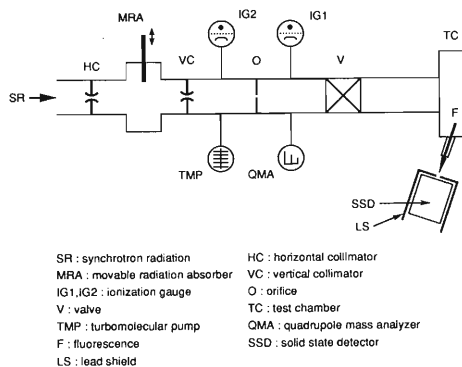 IG2 IG1
MRA
TC
HC VC O V
SR
F
TMP QMA
SSD
LS
SR : synchrotron radiation HC : horizontal collimator
MRA : movable radiation absorber VC : vertical collimator
IG1,IG2 : ionization gauge O : orifice
V : valve TC : test chamber
TMP : turbomolecular pump QMA : quadrupole mass analyzer
F : fluorescence SSD : solid state detector
LS : lead shield